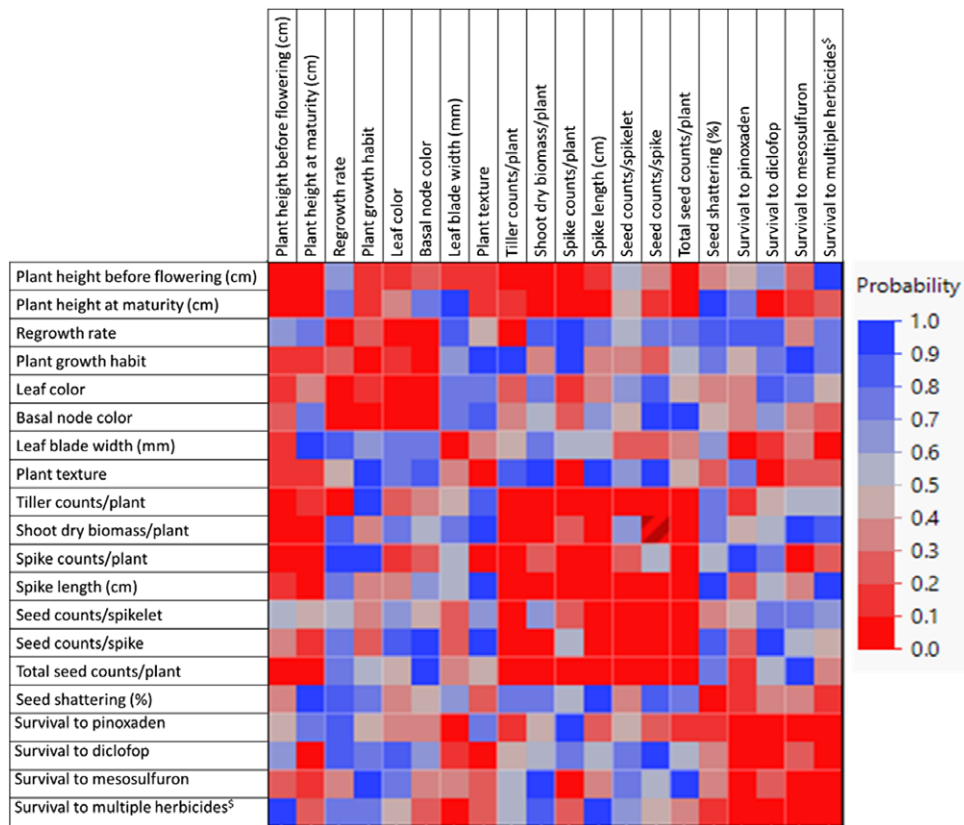 Plant height before flowering (cm)
Plant height at maturity (cm)
Regrowth rate
Plant growth habit
Leaf color
Basal node color
Leaf blade width (mm)
Plant texture
Tiller counts/plant
Shoot dry biomass/plant
Spike counts/plant
Spike length (cm)
Seed counts/spikelet
Seed counts/spike
Total seed counts/plant
Seed shattering (%)
Survival to pinoxaden
Survival to diclofop
Survival to mesosulfuron
Survival to multiple herbicides$
Plant height before flowering (cm)
Plant height at maturity (cm)
Regrowth rate
Plant growth habit
Leaf color
Basal node color
Leaf blade width (mm)
Plant texture
Tiller counts/plant
Shoot dry biomass/plant
Spike counts/plant
Spike length (cm)
Seed counts/spikelet
Seed counts/spike
Total seed counts/plant
Seed shattering (%)
Survival to pinoxaden
Survival to diclofop
Survival to mesosulfuron
Survival to multiple herbicides$
Probability
1.0
0.9
0.8
0.7
0.6
0.5
0.4
0.3
0.2
0.1
0.0